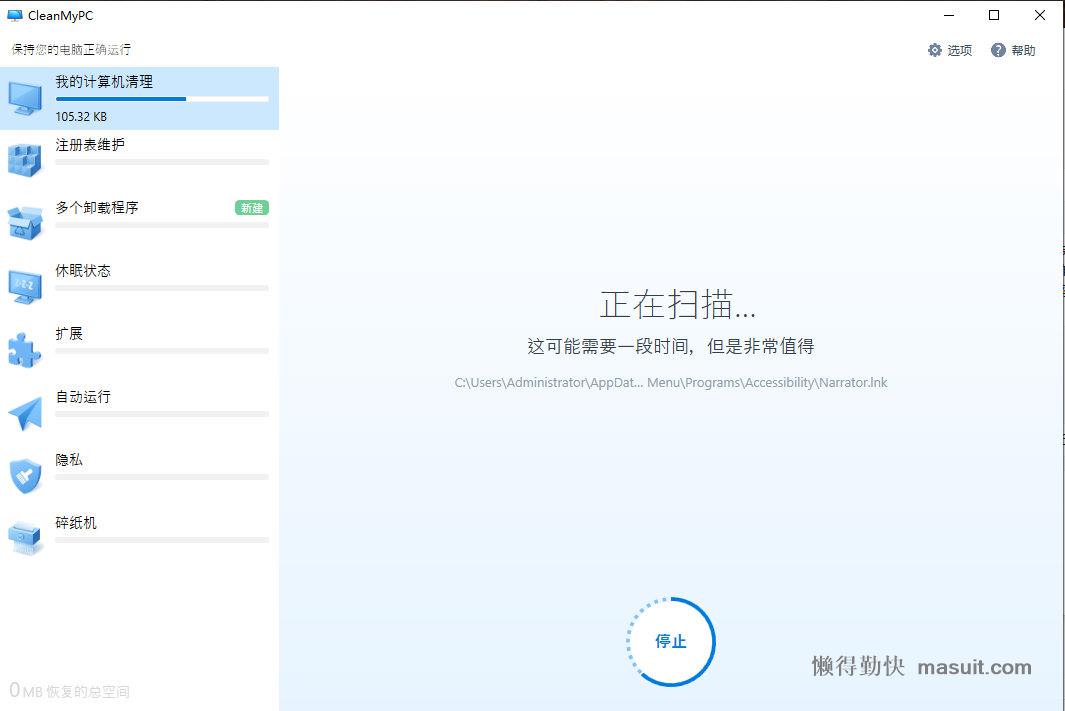 CleanMyPC
保持您的电脑正确运行
选项 帮助
我的计算机清理
105.32 KB
注册表维护
多个卸载程序 新建
休眠状态
Z-Z-Z
扩展
自动运行
隐私
碎纸机
正在扫描...
这可能需要一段时间，但是非常值得
C:\Users\Administrator\AppDat... Menu\Programs\Accessibility\Narrator.lnk
停止
懒得勤快 masuit.com
0 MB 恢复的总空间